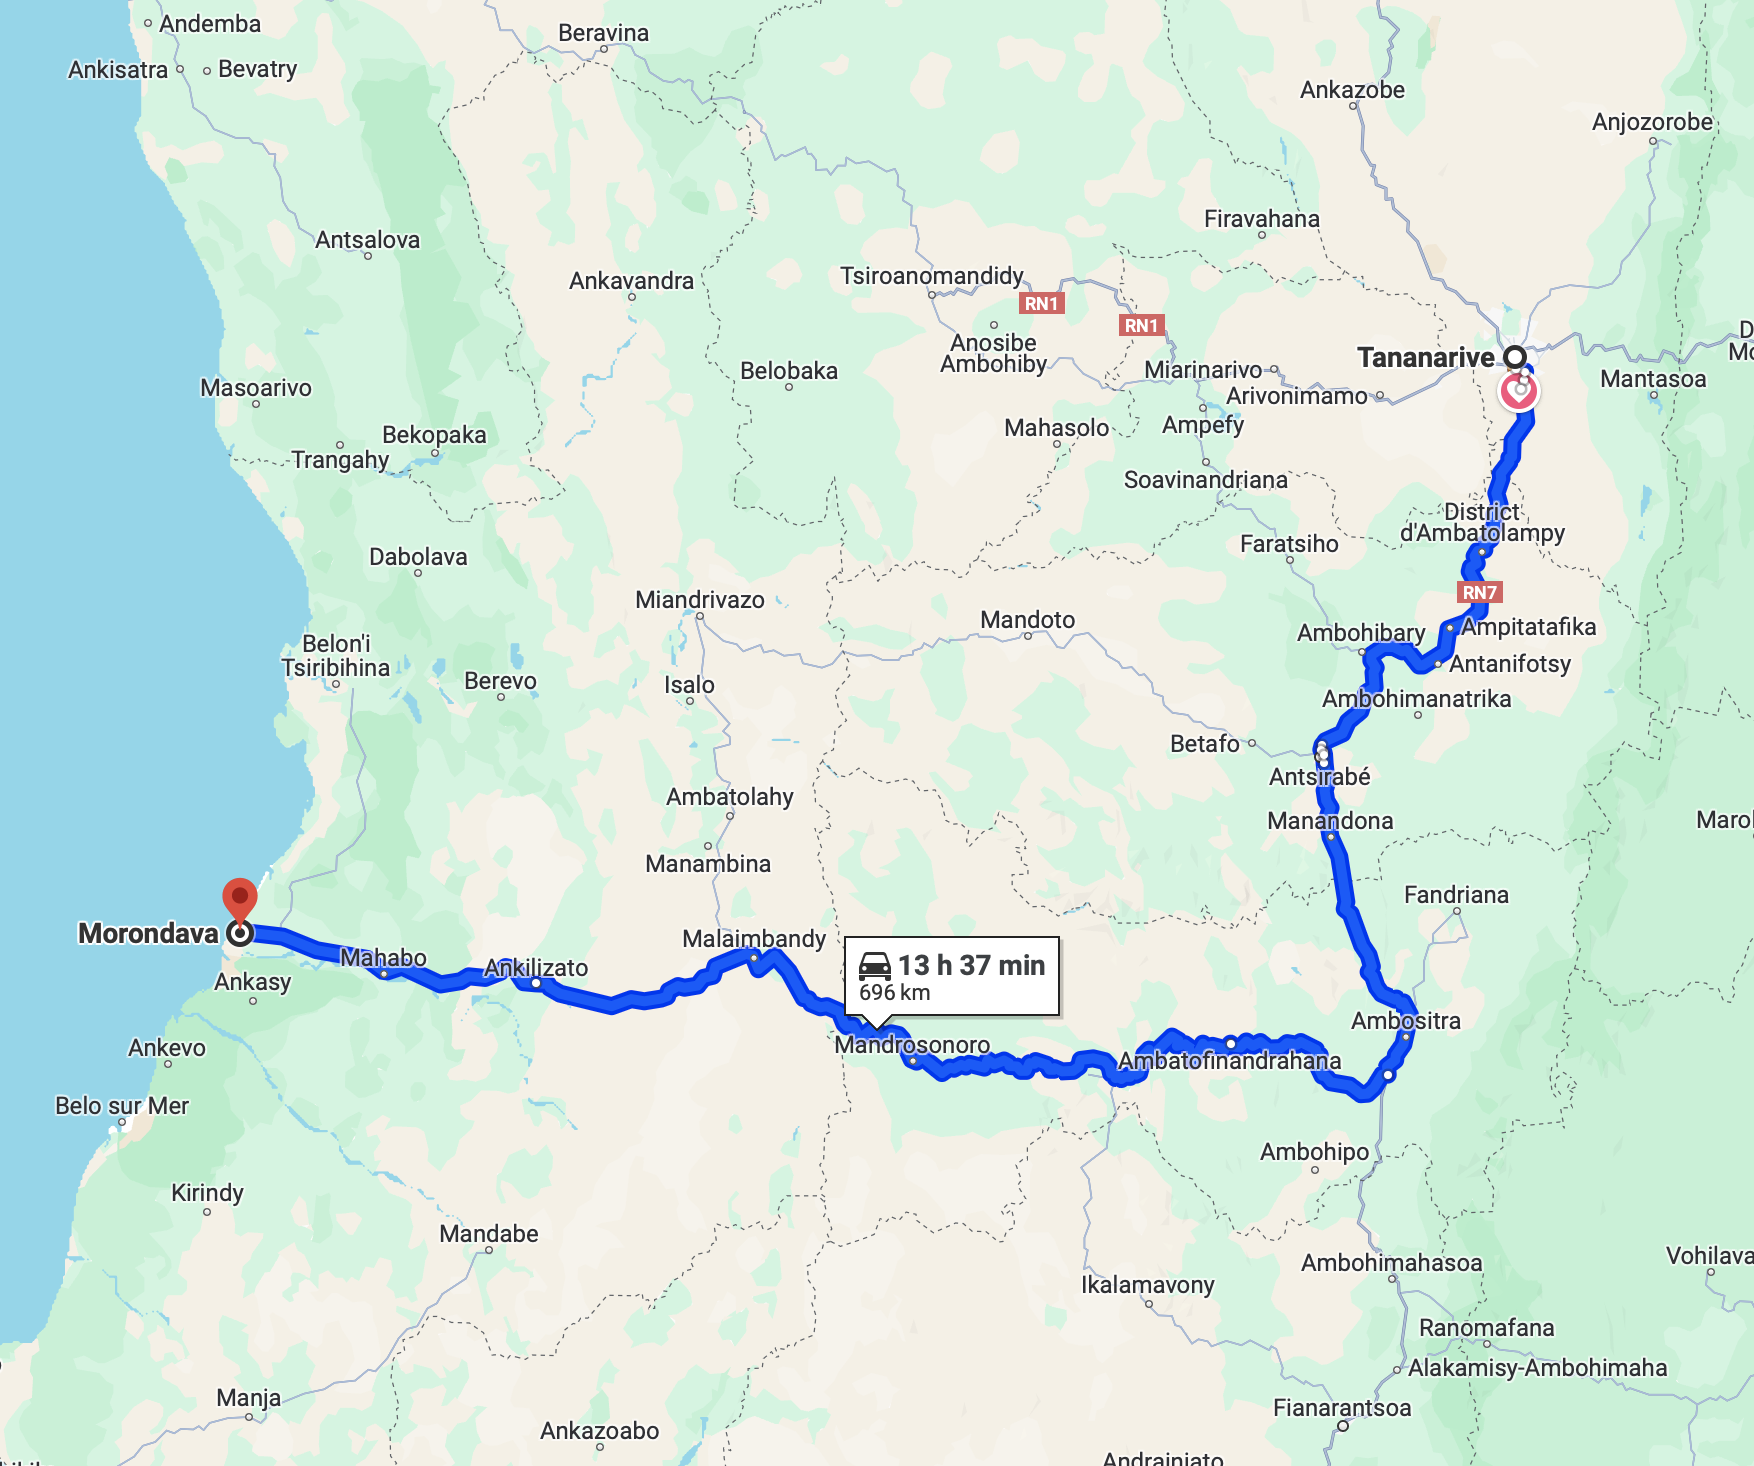 Andemba
Beravina
Ankisatra
Bevatry
Ankazobe
Anjozorobe
Firavahana
Antsalova
Tsiroanomandidy
Ankavandra
RN1
RN1
Anosibe
Ambohiby
Tananarive
Miarinarivo
Belobaka
Mantasoa
Masoarivo
Arivonimamo
Ampefy
Mahasolo
Bekopaka
Trangahy
Soavinandriana
District
d'Ambatolampy
Faratsiho
Dabolava
RN7
Miandrivazo
Mandoto
Ambohibary
Ampitatafika
Belon'i
Tsiribihina
Antanifotsy
Berevo
Isalo
Ambohimanatrika
Betafo
Antsirabé
Ambatolahy
Manandona
Manambina
Fandriana
Morondava
Malaimbandy
Mahabo
Ankilizato
13 h 37 min
696 km
Ankasy
Ambositra
Ankevo
Mandrosonoro
Ambatofinandrahana
Belo sur Mer
Ambohipo
Kirindy
Mandabe
Ambohimahasoa
Vohilava
Ikalamavony
Ranomafana
Alakamisy-Ambohimaha
Manja
Fianarantsoa
Ankazoabo
Andrainjato